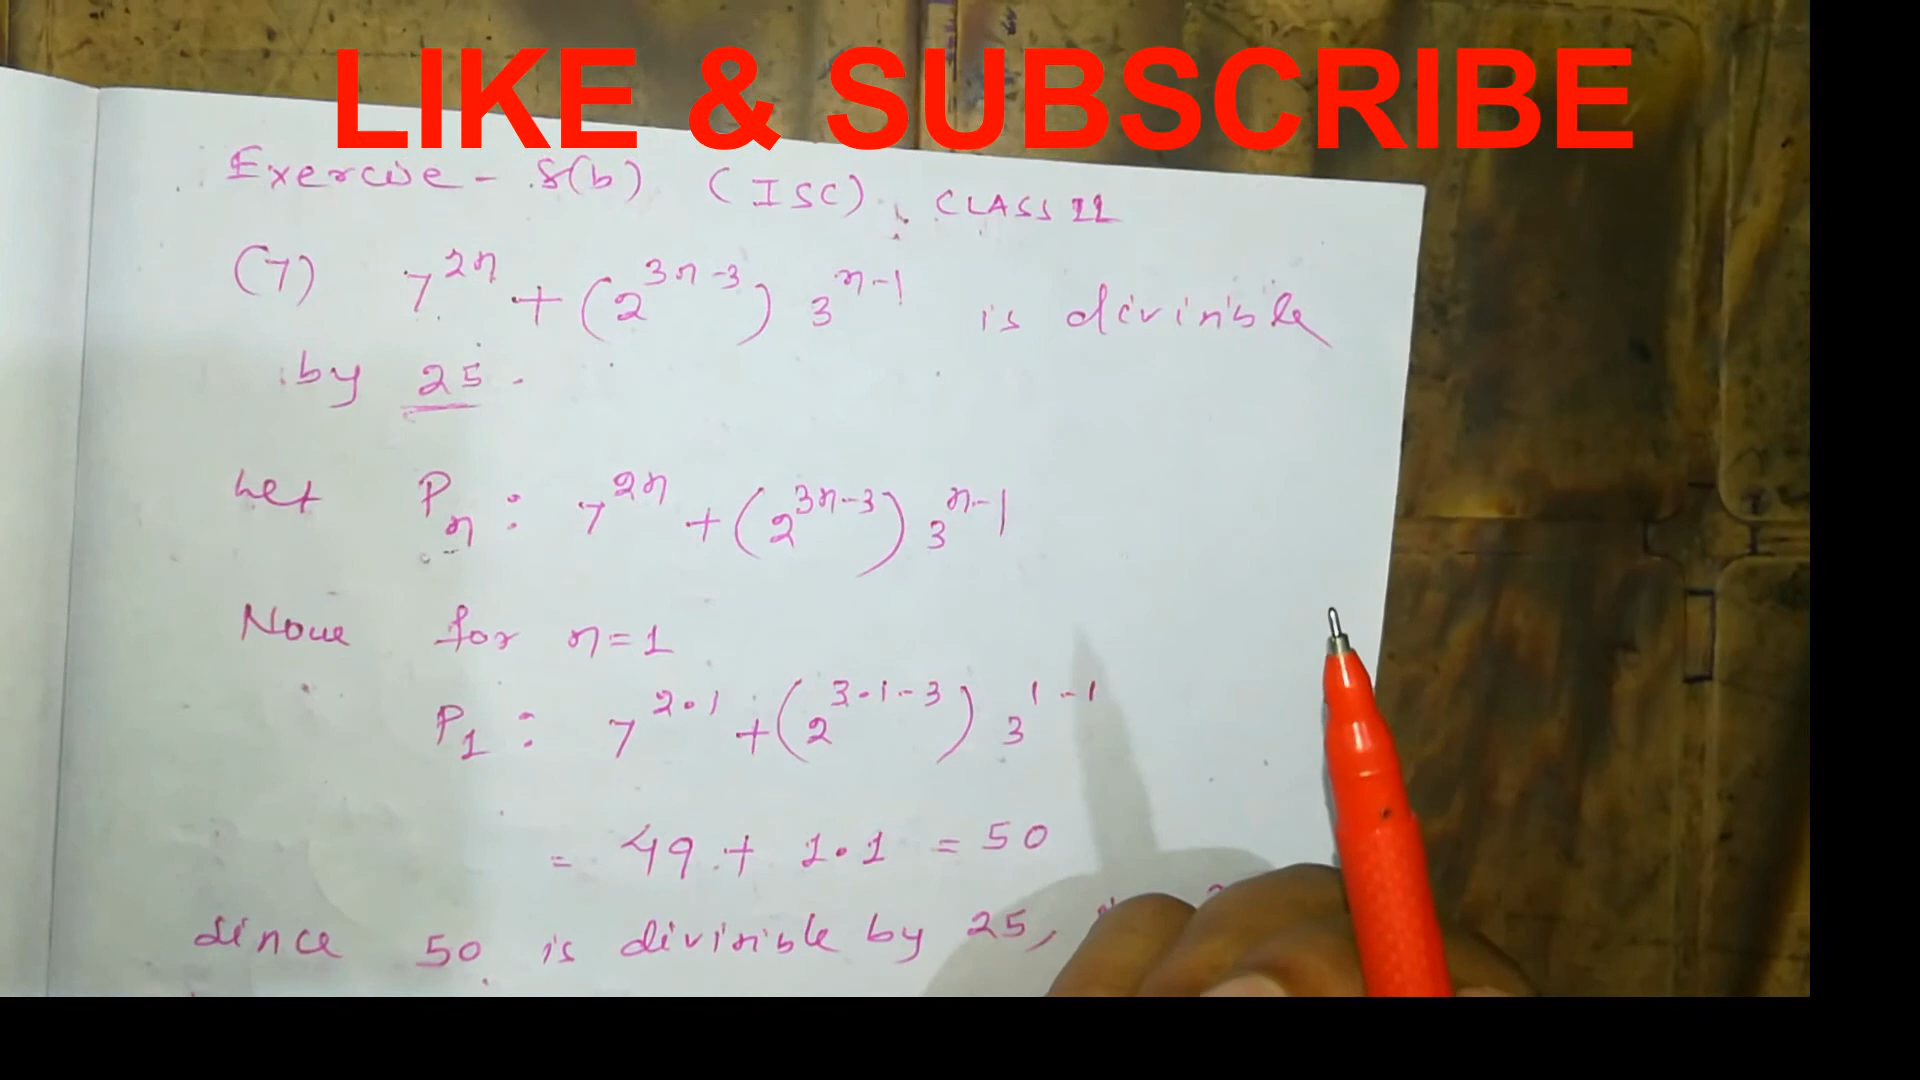 LIKE & SUBSCRIBE
Exercise - 8(b) (ISC), CLASS 11
(7) 7^{2n} + (2^{3n-3}) 3^{n-1} is divisible
by 25.
Let P_n : 7^{2n} + (2^{3n-3}) 3^{n-1}
Now for n=1
P_1 : 7^{2·1} + (2^{3·1-3}) 3^{1-1}
= 49 + 1·1 = 50
Since 50 is divisible by 25,